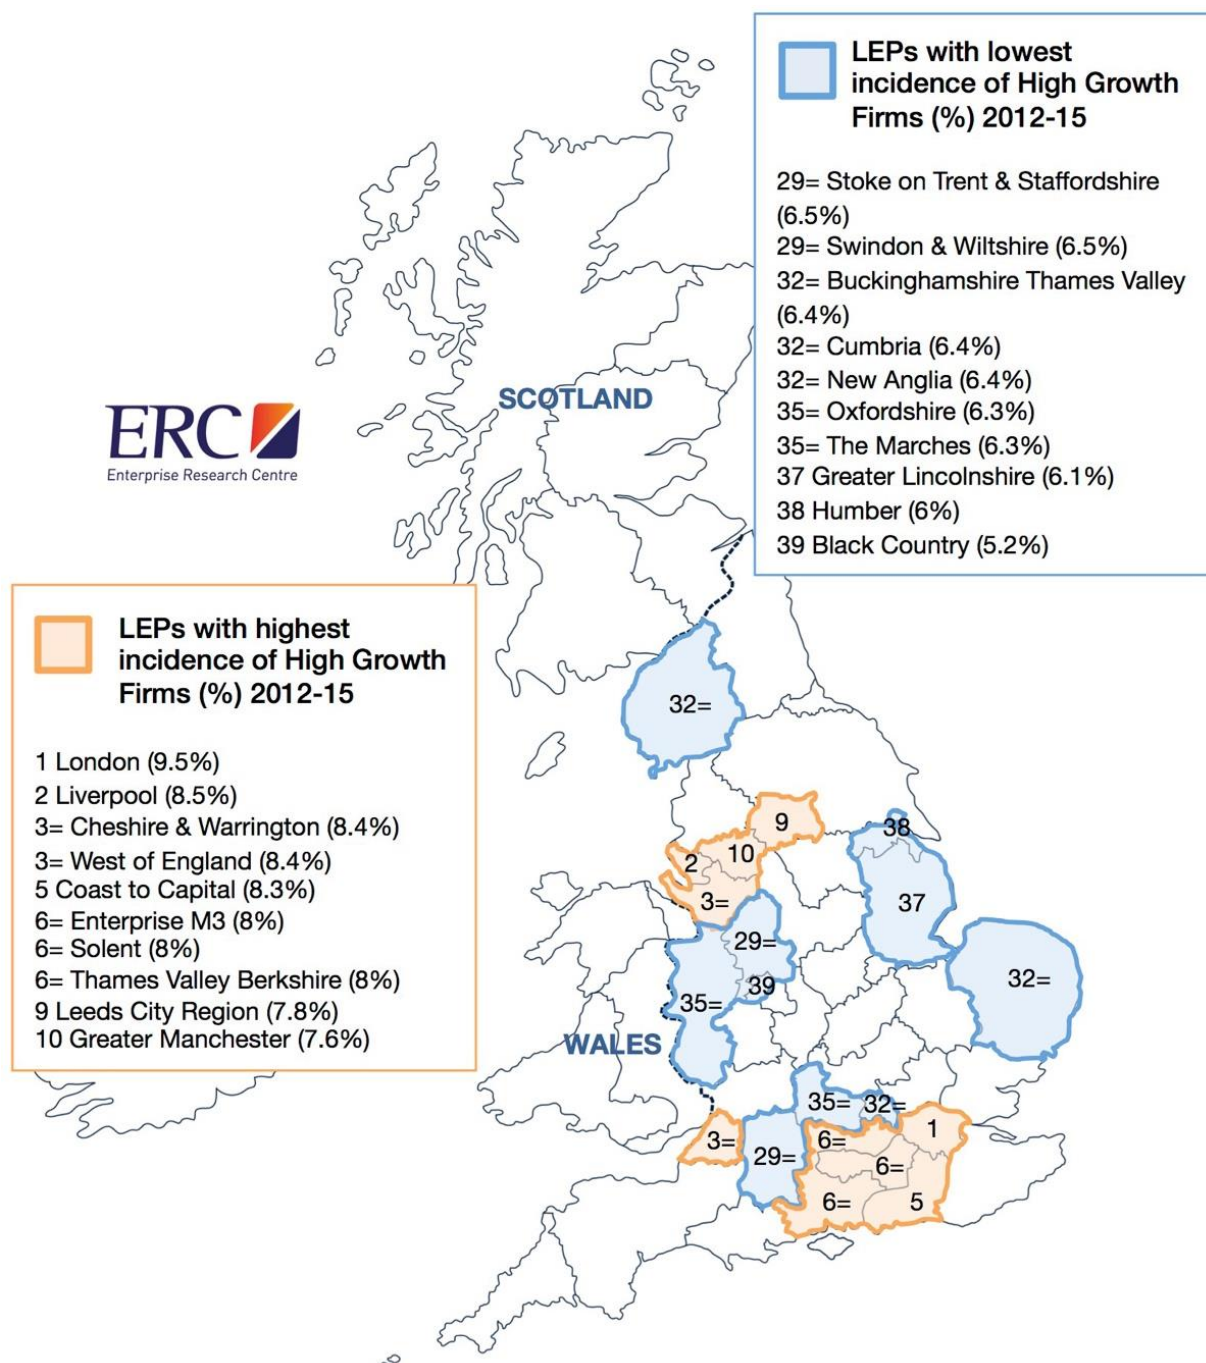 LEPs with lowest
incidence of High Growth
Firms (%) 2012-15
29= Stoke on Trent & Staffordshire
(6.5%)
29= Swindon & Wiltshire (6.5%)
32= Buckinghamshire Thames Valley
(6.4%)
32= Cumbria (6.4%)
32= New Anglia (6.4%)
35= Oxfordshire (6.3%)
35= The Marches (6.3%)
37 Greater Lincolnshire (6.1%)
38 Humber (6%)
39 Black Country (5.2%)
SCOTLAND
ERC
Enterprise Research Centre
LEPs with highest
incidence of High Growth
Firms (%) 2012-15
1 London (9.5%)
2 Liverpool (8.5%)
3= Cheshire & Warrington (8.4%)
3= West of England (8.4%)
5 Coast to Capital (8.3%)
6= Enterprise M3 (8%)
6= Solent (8%)
6= Thames Valley Berkshire (8%)
9 Leeds City Region (7.8%)
10 Greater Manchester (7.6%)
32=
9
38
10
2
3=
37
29=
39
32=
35=
WALES
35=
32=
1
3=
6=
29=
6=
6=
5